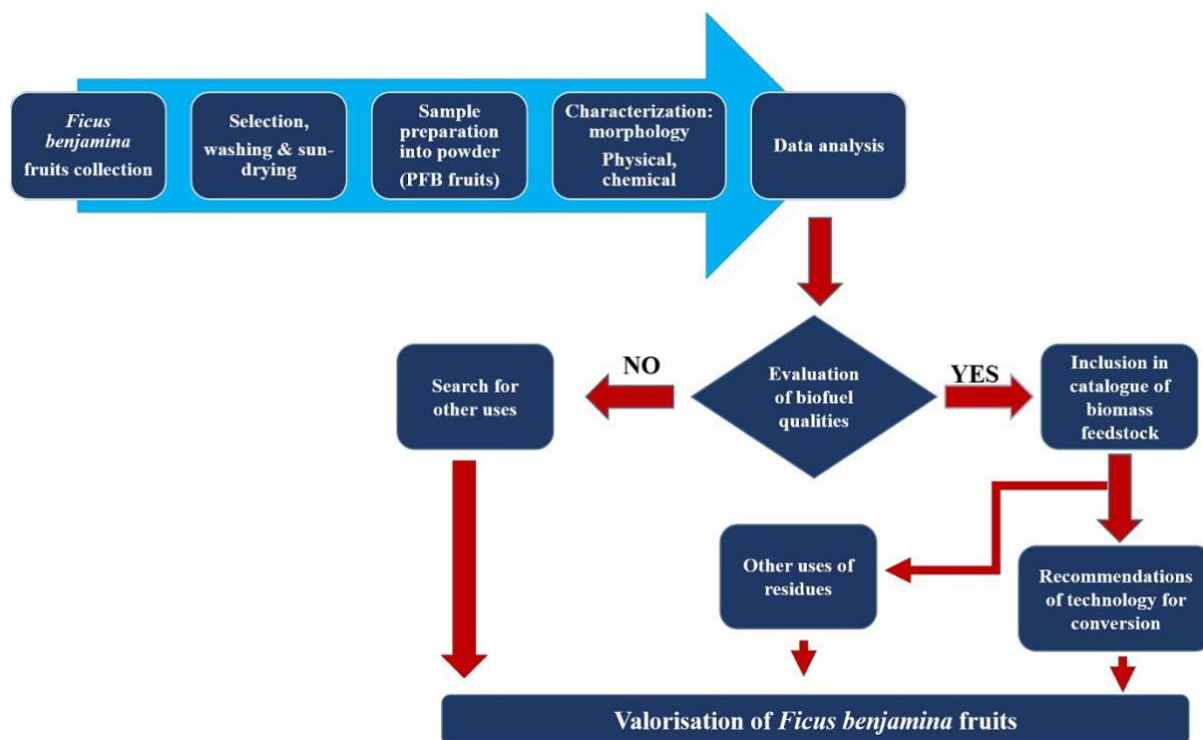 Ficus
benjamina
fruits collection
Selection,
washing & sun-
drying
Sample
preparation
into powder
(PFB fruits)
Characterization:
morphology
Physical,
chemical
Data analysis
NO
YES
Search for
other uses
Evaluation
of biofuel
qualities
Inclusion in
catalogue of
biomass
feedstock
Other uses of
residues
Recommendations
of technology for
conversion
Valorisation of Ficus benjamina fruits